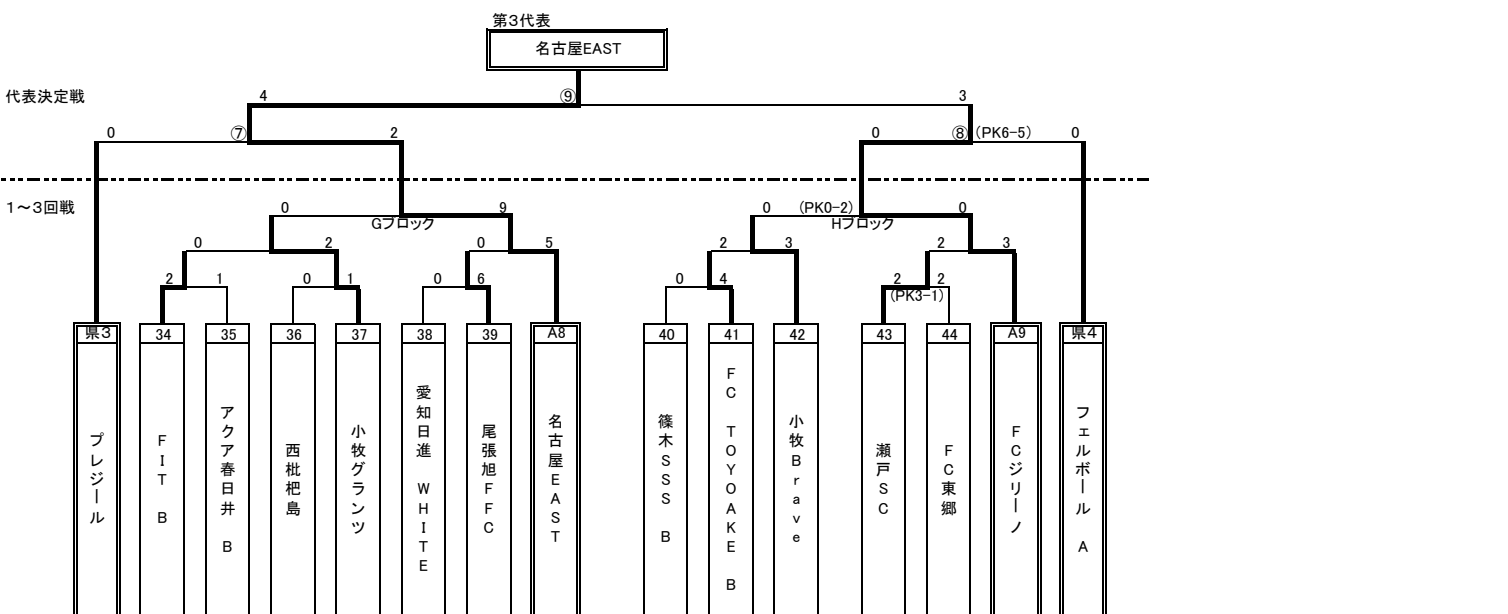 第3代表
名古屋EAST
代表決定戦
4 ⑨ 3
0 ⑦ 2 0 ⑧ (PK6-5) 0
1～3回戦
0 9 0 (PK0-2) 0
Gブロック Hブロック
0 2 0 5 2 3 2 3
2 1 0 1 0 6 0 4 2 2
(PK3-1)
県3 34 35 36 37 38 39 A8 40 41 42 43 44 A9 県4
プレジール
FIT B
アクア春日井 B
西枇杷島
小牧グランツ
愛知日進 WHITE
尾張旭FFC
名古屋EAST
篠木SSS B
FC TOYOAKE B
小牧Brave
瀬戸SC
FC東郷
FCジリーノ
フェルボール A